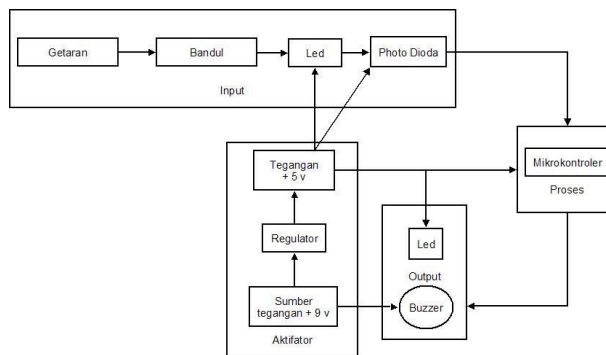 Getaran
Bandul
Led
Photo Dioda
Input
Tegangan
+ 5 v
Mikrokontroler
Proses
Regulator
Led
Output
Sumber
tegangan + 9 v
Buzzer
Aktifator